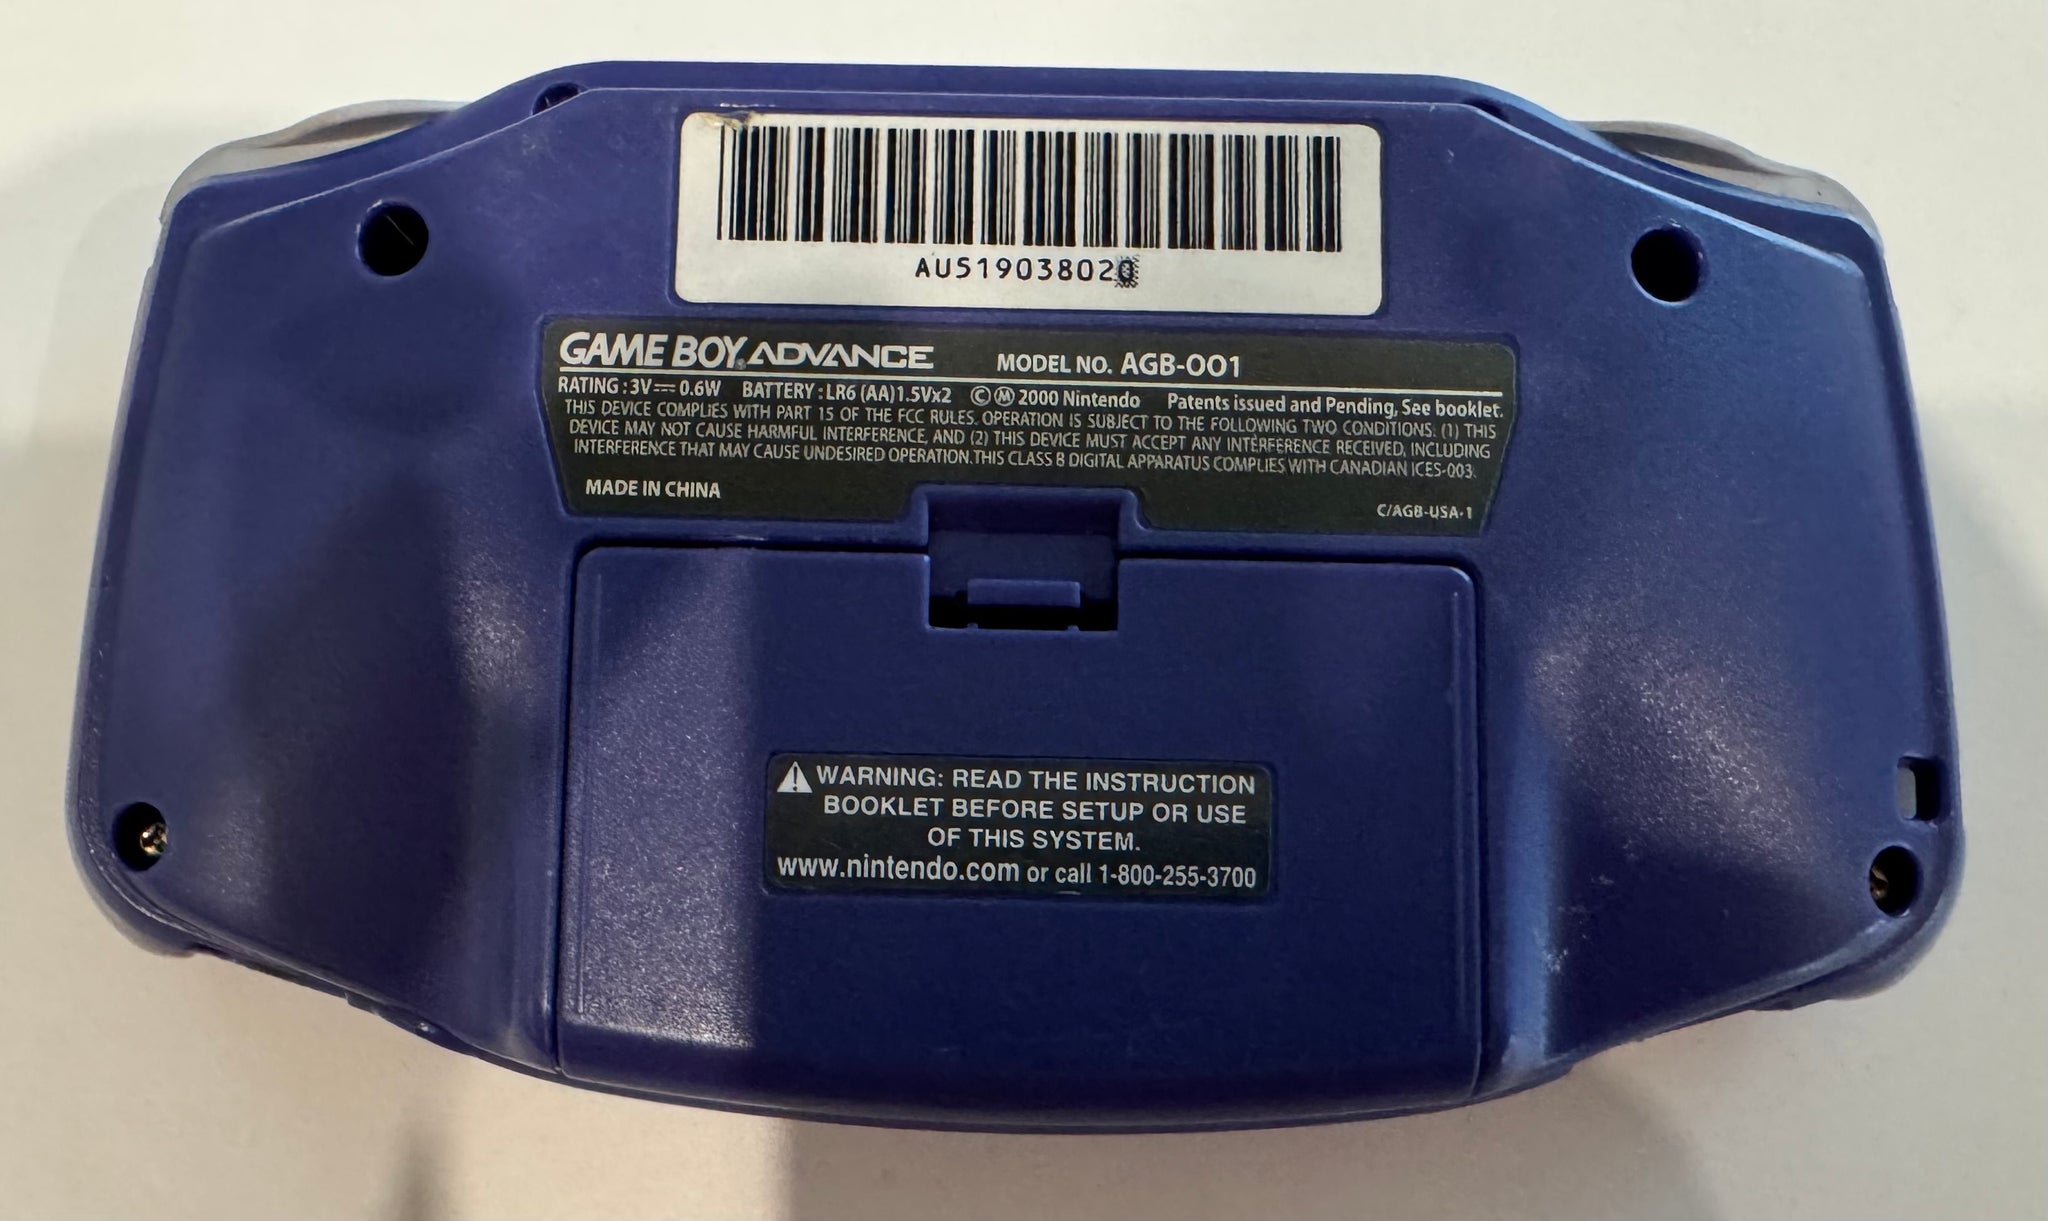 AU519038020
GAME BOY ADVANCE MODEL NO. AGB-001
RATING : 3V⎓ 0.6W BATTERY : LR6 (AA) 1.5Vx2 ©Ⓜ 2000 Nintendo Patents issued and Pending, See booklet.
THIS DEVICE COMPLIES WITH PART 15 OF THE FCC RULES. OPERATION IS SUBJECT TO THE FOLLOWING TWO CONDITIONS: (1) THIS
DEVICE MAY NOT CAUSE HARMFUL INTERFERENCE, AND (2) THIS DEVICE MUST ACCEPT ANY INTERFERENCE RECEIVED, INCLUDING
INTERFERENCE THAT MAY CAUSE UNDESIRED OPERATION. THIS CLASS B DIGITAL APPARATUS COMPLIES WITH CANADIAN ICES-003.
MADE IN CHINA
C/AGB-USA-1
WARNING: READ THE INSTRUCTION
BOOKLET BEFORE SETUP OR USE
OF THIS SYSTEM.
www.nintendo.com or call 1-800-255-3700